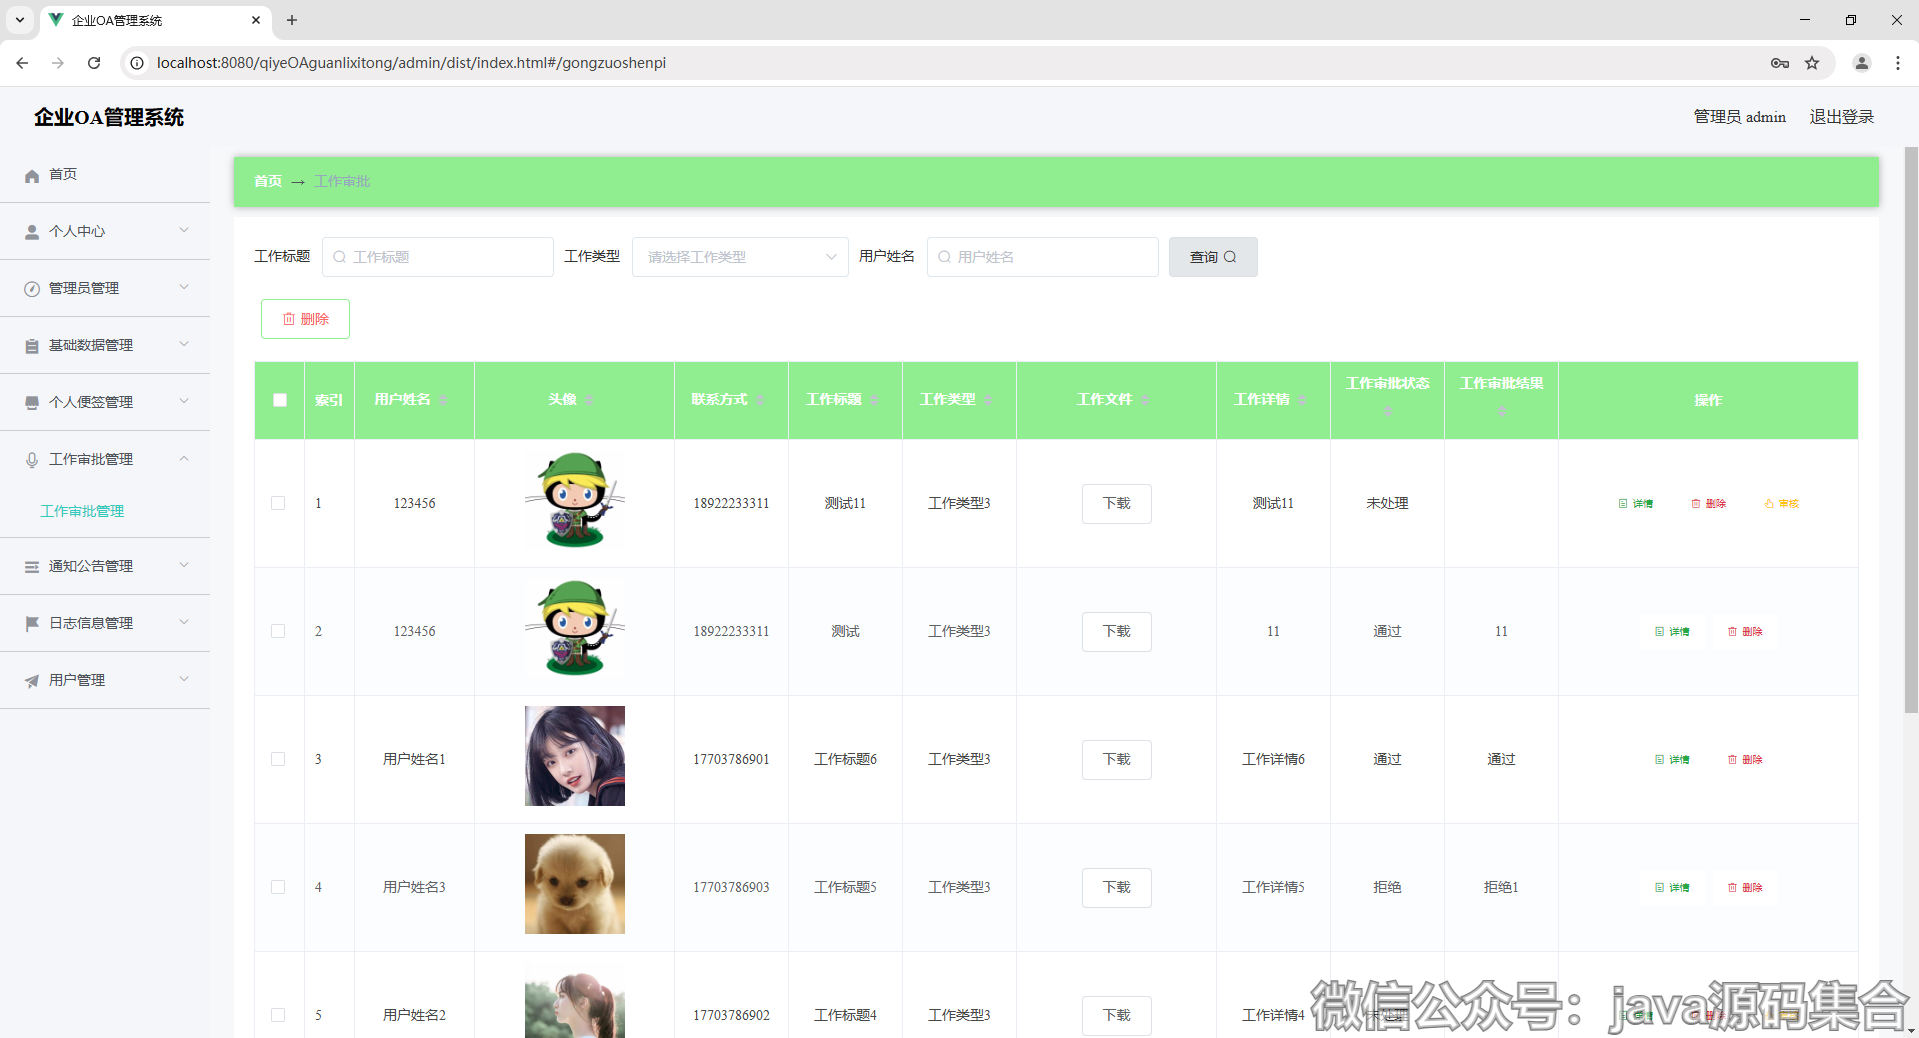 企业OA管理系统
localhost:8080/qiyeOAguanlixitong/admin/dist/index.html#/gongzuoshenpi
企业OA管理系统
管理员 admin 退出登录
首页
个人中心
管理员管理
基础数据管理
个人便签管理
工作审批管理
工作审批管理
通知公告管理
日志信息管理
用户管理
首页 → 工作审批
工作标题 工作标题 工作类型 请选择工作类型 用户姓名 用户姓名 查询
删除
索引 用户姓名 头像 联系方式 工作标题 工作类型 工作文件 工作详情 工作审批状态 工作审批结果 操作
1 123456 18922233311 测试11 工作类型3 下载 测试11 未处理 详情 删除 审核
2 123456 18922233311 测试 工作类型3 下载 11 通过 11 详情 删除
3 用户姓名1 17703786901 工作标题6 工作类型3 下载 工作详情6 通过 通过 详情 删除
4 用户姓名3 17703786903 工作标题5 工作类型3 下载 工作详情5 拒绝 拒绝1 详情 删除
5 用户姓名2 17703786902 工作标题4 工作类型3 下载 工作详情4 未处理 详情 删除
微信公众号：java源码集合